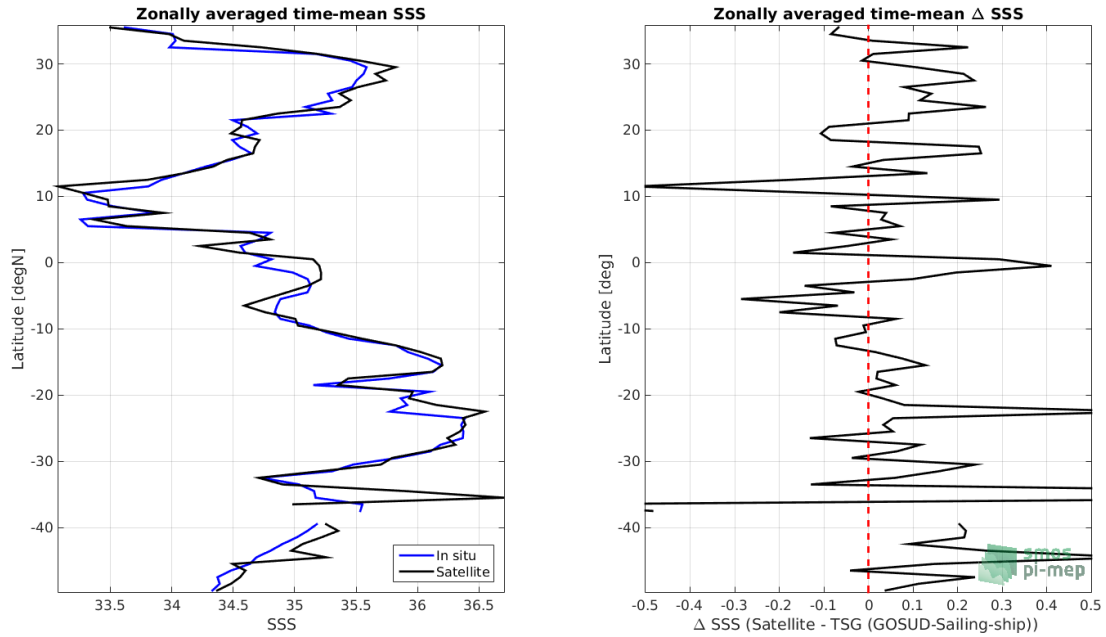 Zonally averaged time-mean SSS
30
20
10
0
-10
-20
-30
-40
Latitude [degN]
33.5 34 34.5 35 35.5 36 36.5
SSS
In situ
Satellite
Zonally averaged time-mean Δ SSS
30
20
10
0
-10
-20
-30
-40
Latitude [deg]
-0.5 -0.4 -0.3 -0.2 -0.1 0 0.1 0.2 0.3 0.4 0.5
Δ SSS (Satellite - TSG (GOSUD-Sailing-ship))
smos
pi-mep